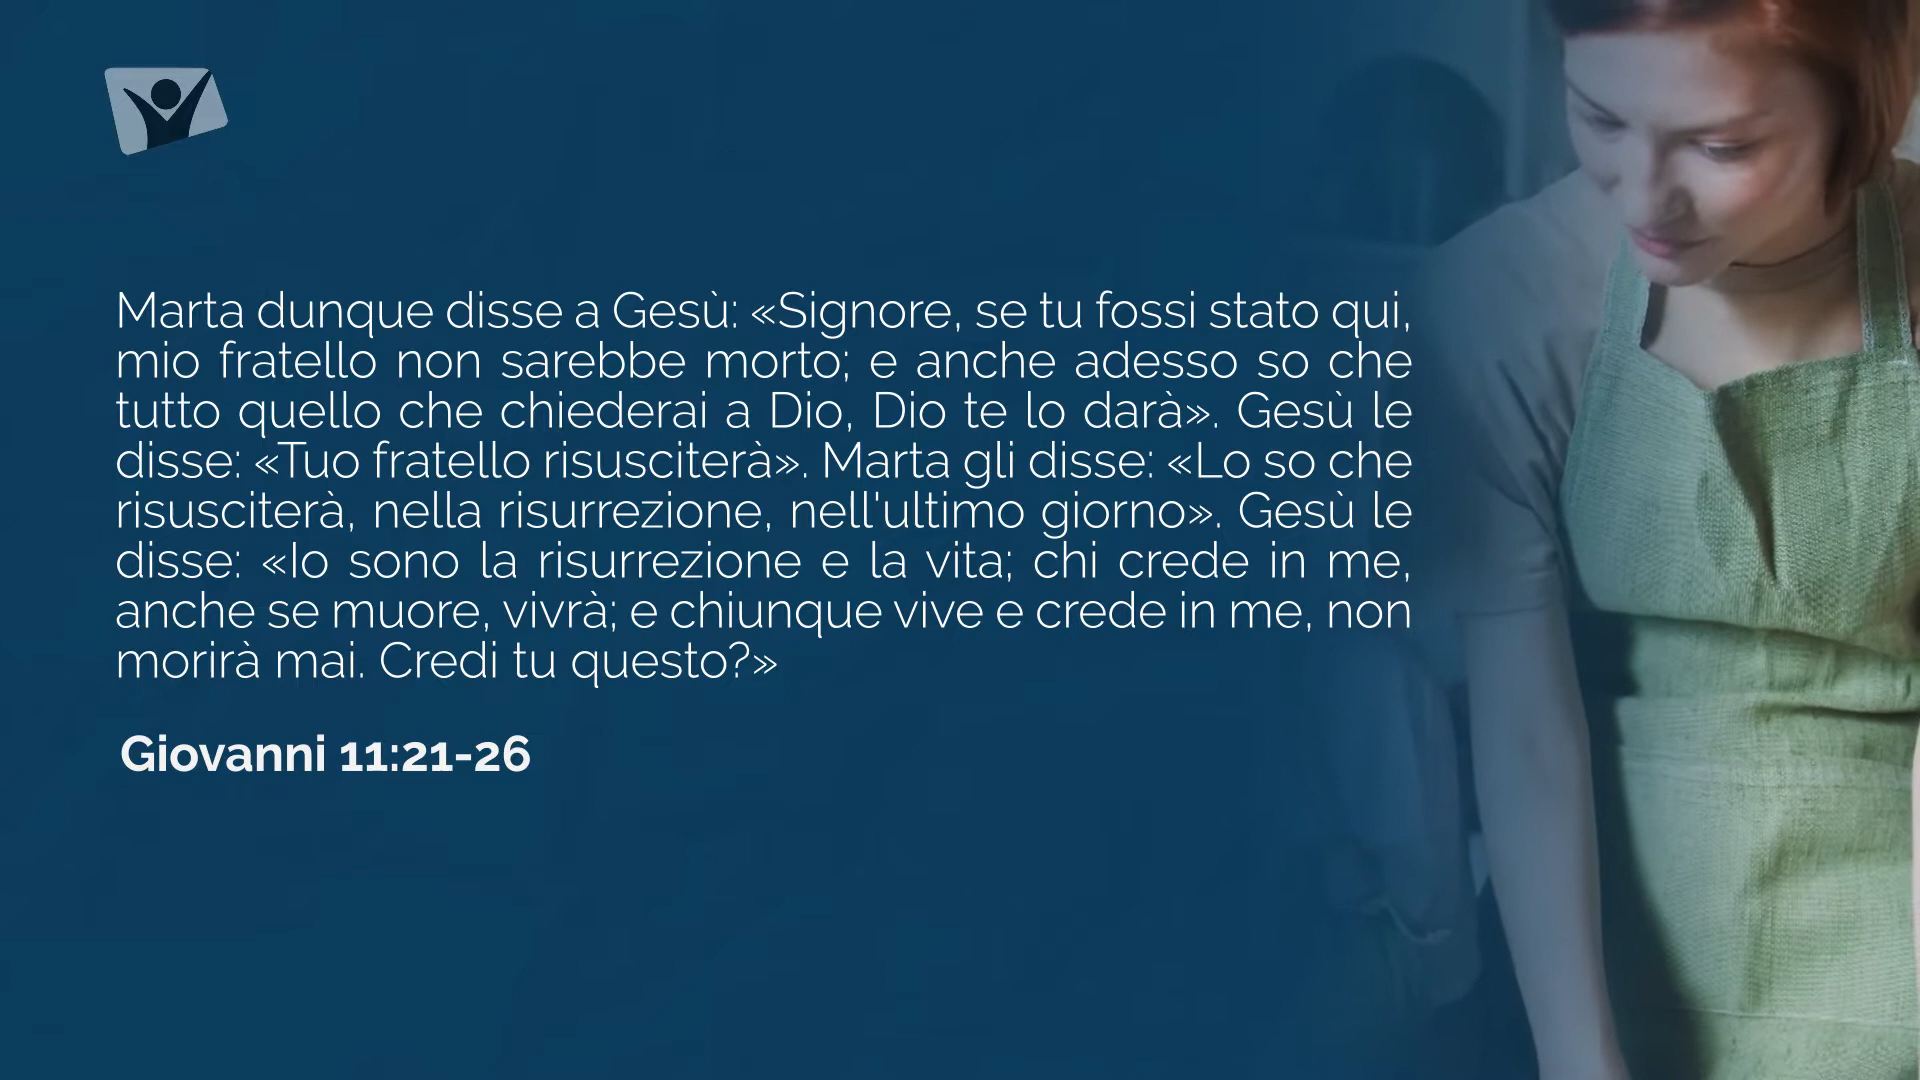 Marta dunque disse a Gesù: «Signore, se tu fossi stato qui,
mio fratello non sarebbe morto; e anche adesso so che
tutto quello che chiederai a Dio, Dio te lo darà». Gesù le
disse: «Tuo fratello risusciterà». Marta gli disse: «Lo so che
risusciterà, nella risurrezione, nell'ultimo giorno». Gesù le
disse: «Io sono la risurrezione e la vita; chi crede in me,
anche se muore, vivrà; e chiunque vive e crede in me, non
morirà mai. Credi tu questo?»
Giovanni 11:21-26